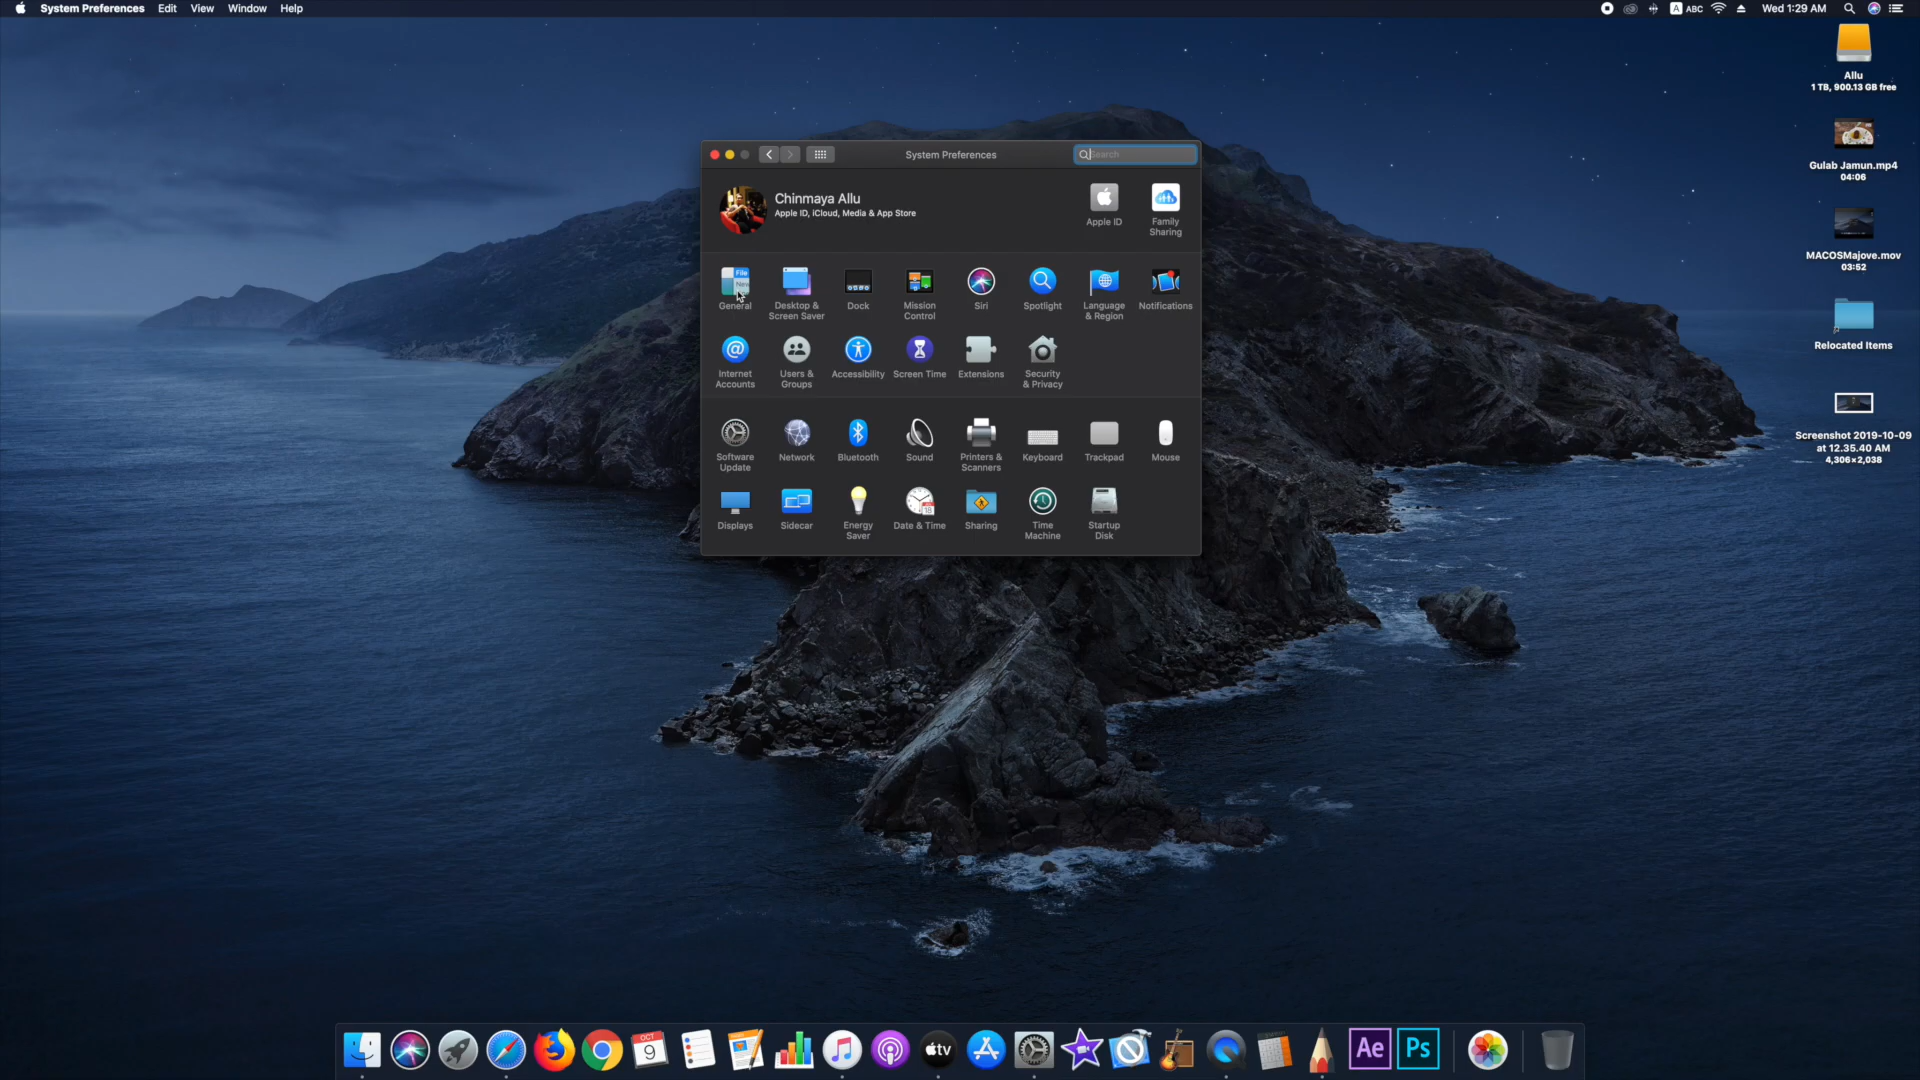 System Preferences Edit View Window Help
A ABC Wed 1:29 AM
System Preferences
Search
Chinmaya Allu
Apple ID, iCloud, Media & App Store
Apple ID
Family
Sharing
File
New
General
Desktop &
Screen Saver
Dock
Mission
Control
Siri
Spotlight
Language
& Region
Notifications
Internet
Accounts
Users &
Groups
Accessibility
Screen Time
Extensions
Security
& Privacy
Software
Update
Network
Bluetooth
Sound
Printers &
Scanners
Keyboard
Trackpad
Mouse
Displays
Sidecar
Energy
Saver
Date & Time
Sharing
Time
Machine
Startup
Disk
Allu
1 TB, 900.13 GB free
Gulab Jamun.mp4
04:06
MACOSMajove.mov
03:52
Relocated Items
Screenshot 2019-10-09
at 12.35.40 AM
4,306×2,038
OCT
9
tv
Ae
Ps